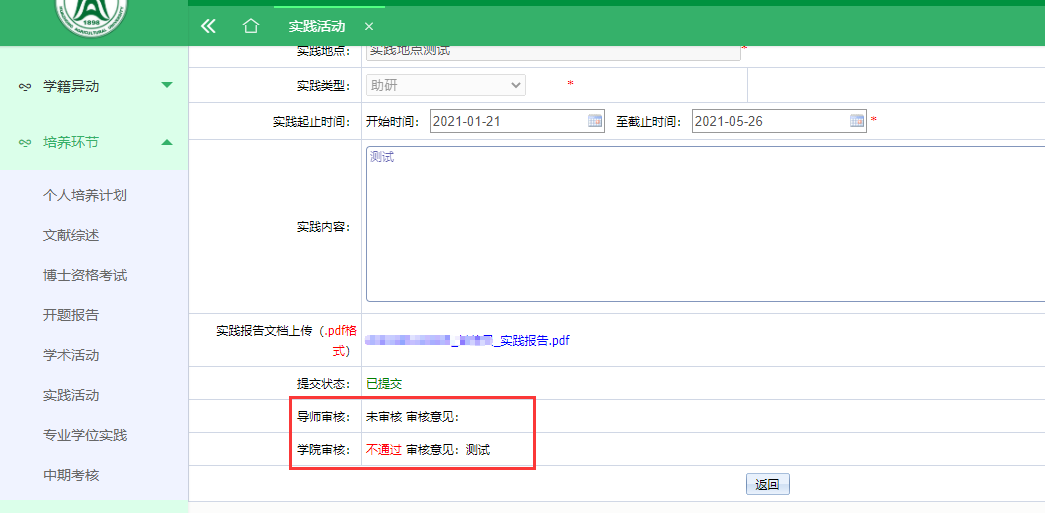 1898
实践活动 ×
实践地点： 实践地点测试 *
学籍异动
实践类型： 助研 *
实践起止时间： 开始时间： 2021-01-21 至截止时间： 2021-05-26 *
培养环节
个人培养计划
文献综述
博士资格考试
开题报告
学术活动
实践活动
专业学位实践
中期考核
实践内容： 测试
实践报告文档上传（.pdf格
式）
_实践报告.pdf
提交状态： 已提交
导师审核： 未审核 审核意见：
学院审核： 不通过 审核意见：测试
返回